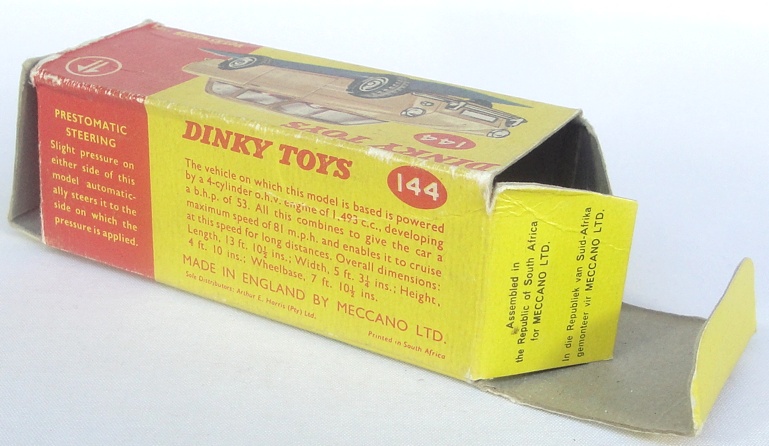 PRESTOMATIC
STEERING
Slight pressure on
either side of this
model automatic-
ally steers it to the
side on which the
pressure is applied.
DINKY TOYS
144
DINKY TOYS
144
The vehicle on which this model is based is powered
by a 4-cylinder o.h.v. engine of 1,493 c.c., developing
a b.h.p. of 53. All this combines to give the car a
maximum speed of 81 m.p.h. and enables it to cruise
at this speed for long distances. Overall dimensions:
Length, 13 ft. 10½ ins.; Width, 5 ft. 3¼ ins.; Height,
4 ft. 10 ins.; Wheelbase, 7 ft. 10½ ins.
MADE IN ENGLAND BY MECCANO LTD.
Sole Distributors: Arthur E. Harris (Pty) Ltd.
Printed in South Africa
Assembled in
the Republic of South Africa
for MECCANO LTD.
In die Republiek van Suid-Afrika
gemonteer vir MECCANO LTD.